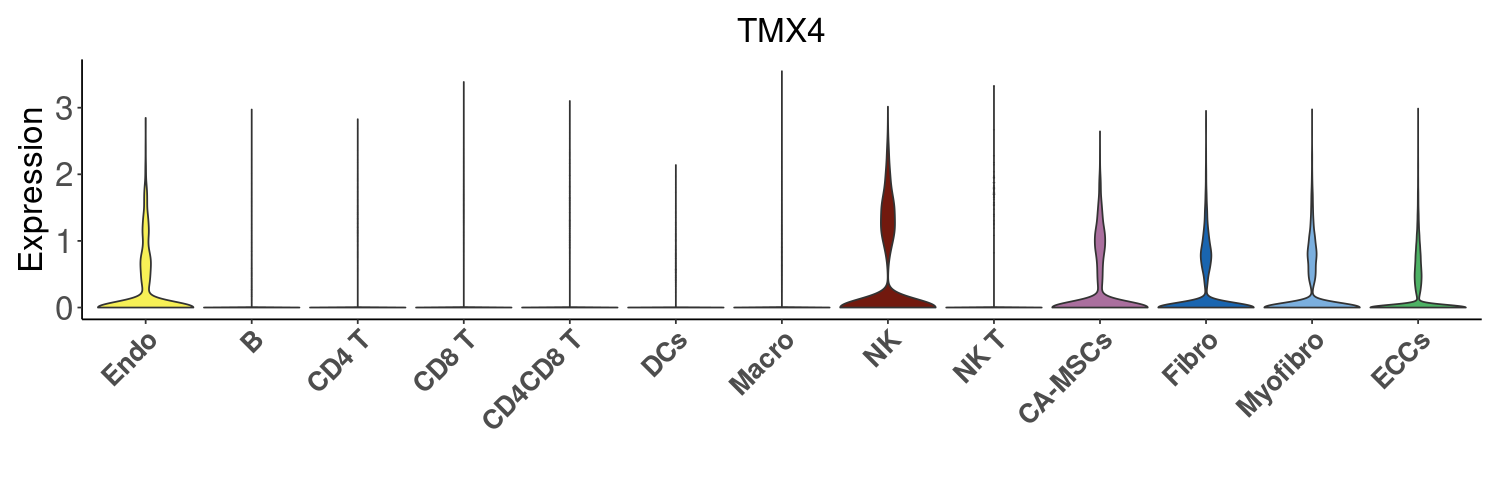 TMX4
Expression
3
2
1
0
Endo
B
CD4 T
CD8 T
CD4CD8 T
DCs
Macro
NK
NK T
CA-MSCs
Fibro
Myofibro
ECCs